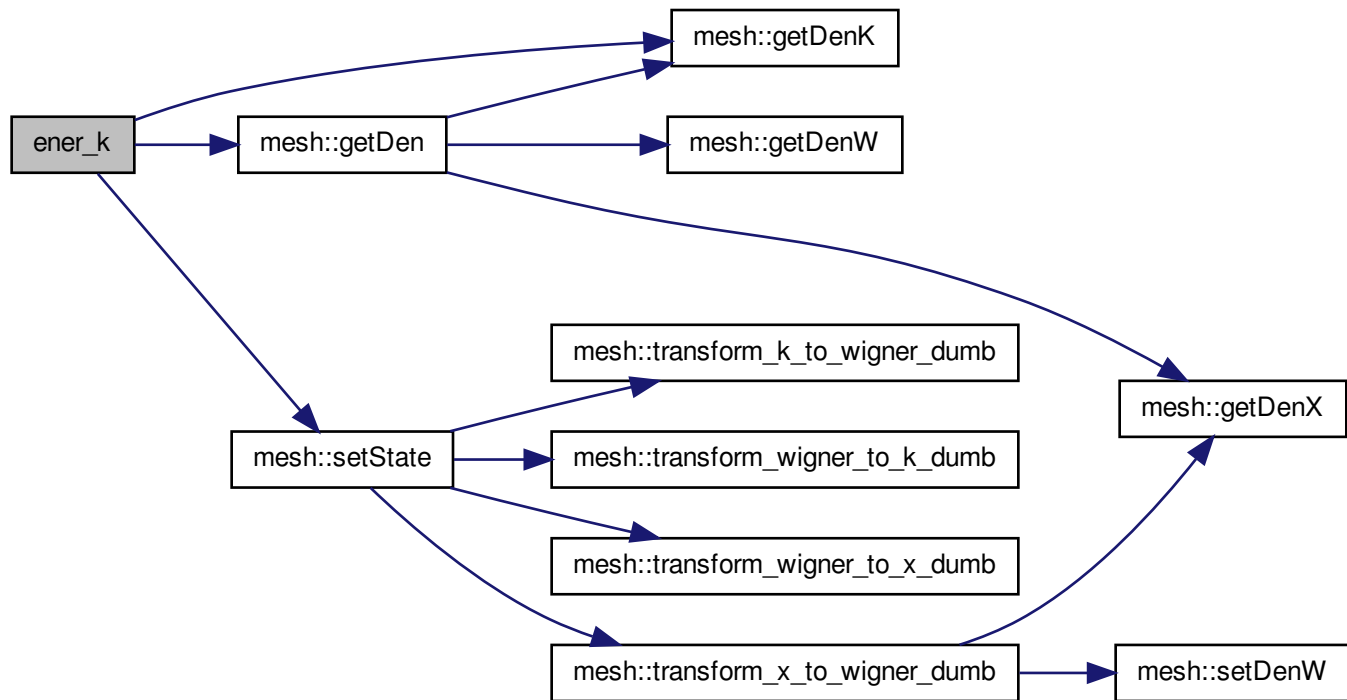 mesh::getDenK
ener_k
mesh::getDen
mesh::getDenW
mesh::transform_k_to_wigner_dumb
mesh::getDenX
mesh::setState
mesh::transform_wigner_to_k_dumb
mesh::transform_wigner_to_x_dumb
mesh::transform_x_to_wigner_dumb
mesh::setDenW